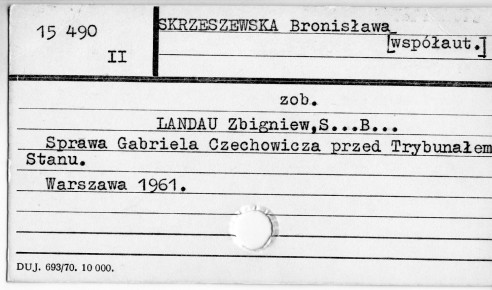 15 490
II
SKRZESZEWSKA Bronisława
[współaut.]
zob.
LANDAU Zbigniew,S...B...
Sprawa Gabriela Czechowicza przed Trybunałem
Stanu.
Warszawa 1961.
DUJ. 693/70. 10 000.